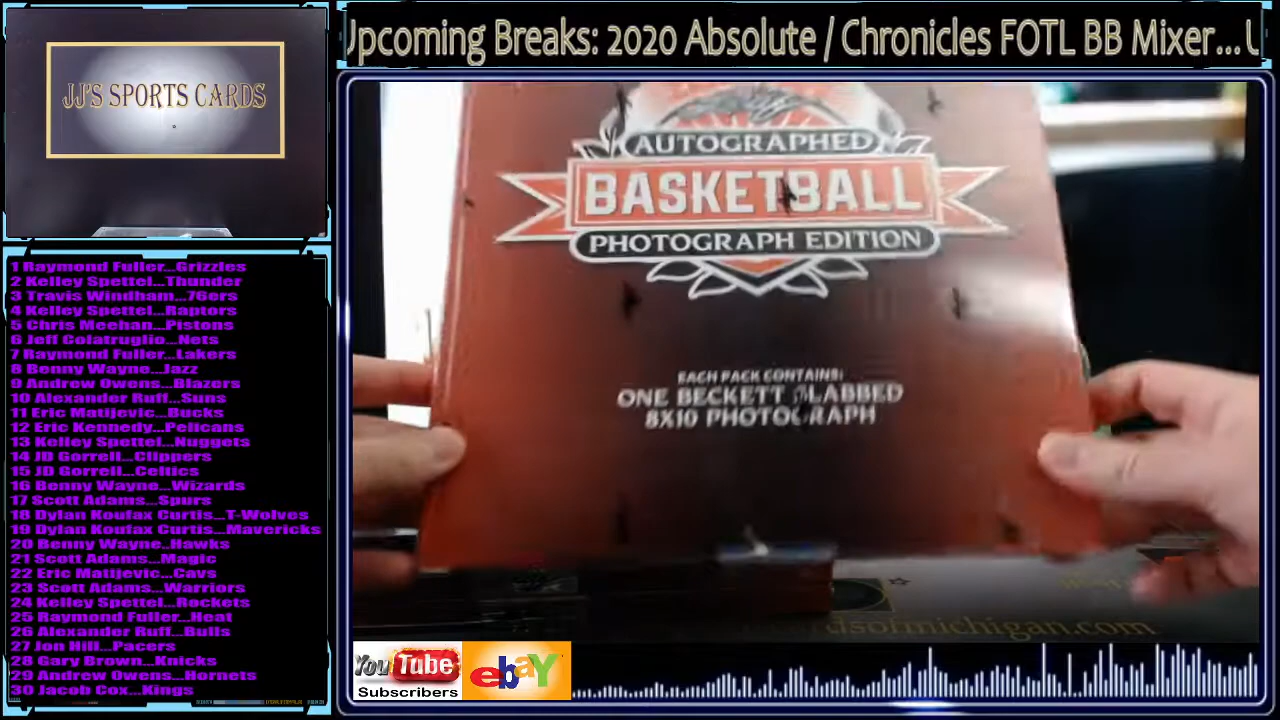 Upcoming Breaks: 2020 Absolute / Chronicles FOTL BB Mixer... U
JJ'S SPORTS CARDS
1 Raymond Fuller...Grizzles
2 Kelley Spettel...Thunder
3 Travis Windham...76ers
4 Kelley Spettel...Raptors
5 Chris Meehan...Pistons
6 Jeff Colatruglio...Nets
7 Raymond Fuller...Lakers
8 Benny Wayne...Jazz
9 Andrew Owens...Blazers
10 Alexander Ruff...Suns
11 Eric Matijevic...Bucks
12 Eric Kennedy...Pelicans
13 Kelley Spettel...Nuggets
14 JD Gorrell...Clippers
15 JD Gorrell...Celtics
16 Benny Wayne...Wizards
17 Scott Adams...Spurs
18 Dylan Koufax Curtis...T-Wolves
19 Dylan Koufax Curtis...Mavericks
20 Benny Wayne..Hawks
21 Scott Adams...Magic
22 Eric Matijevic...Cavs
23 Scott Adams...Warriors
24 Kelley Spettel...Rockets
25 Raymond Fuller...Heat
26 Alexander Ruff...Bulls
27 Jon Hill...Pacers
28 Gary Brown...Knicks
29 Andrew Owens...Hornets
30 Jacob Cox...Kings
AUTOGRAPHED
BASKETBALL
PHOTOGRAPH EDITION
EACH PACK CONTAINS:
ONE BECKETT SLABBED
8X10 PHOTOGRAPH
YouTube
Subscribers
ebaY